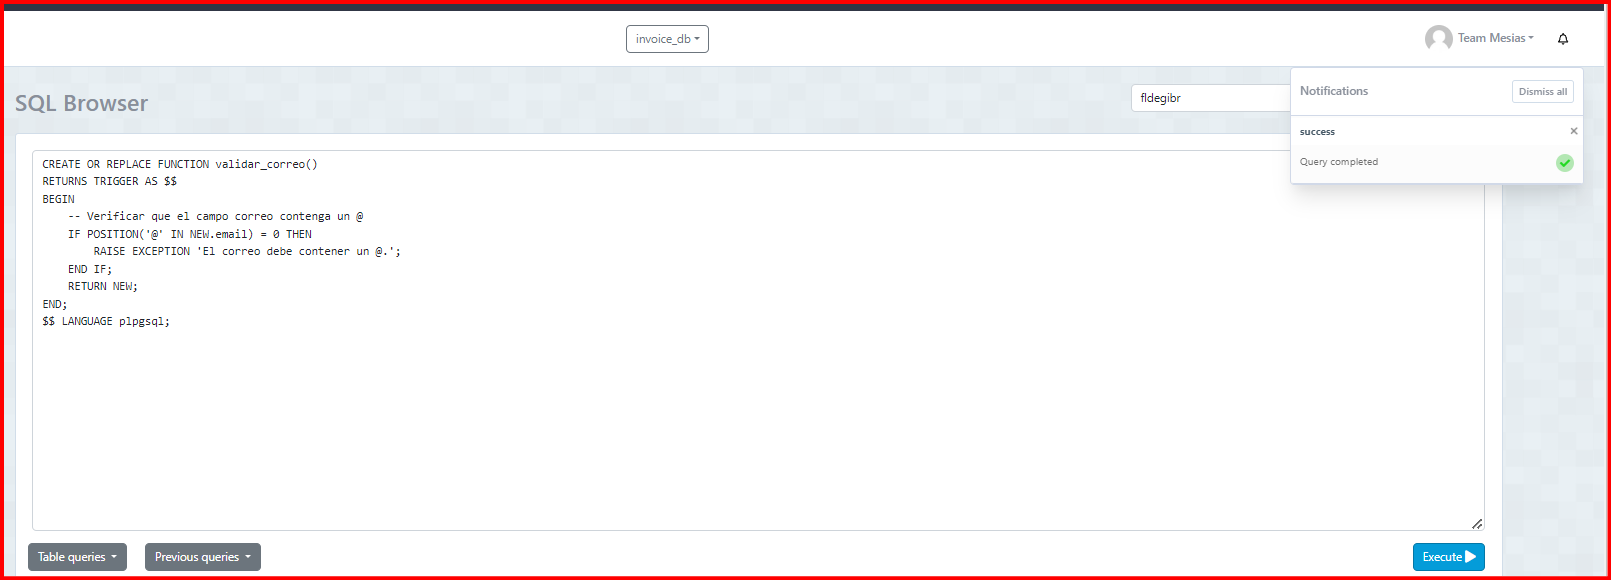 invoice_db
Team Mesias
SQL Browser
fldegibr
Notifications
Dismiss all
success
×
Query completed
CREATE OR REPLACE FUNCTION validar_correo()
RETURNS TRIGGER AS $$
BEGIN
    -- Verificar que el campo correo contenga un @
    IF POSITION('@' IN NEW.email) = 0 THEN
        RAISE EXCEPTION 'El correo debe contener un @.';
    END IF;
    RETURN NEW;
END;
$$ LANGUAGE plpgsql;
Table queries
Previous queries
Execute